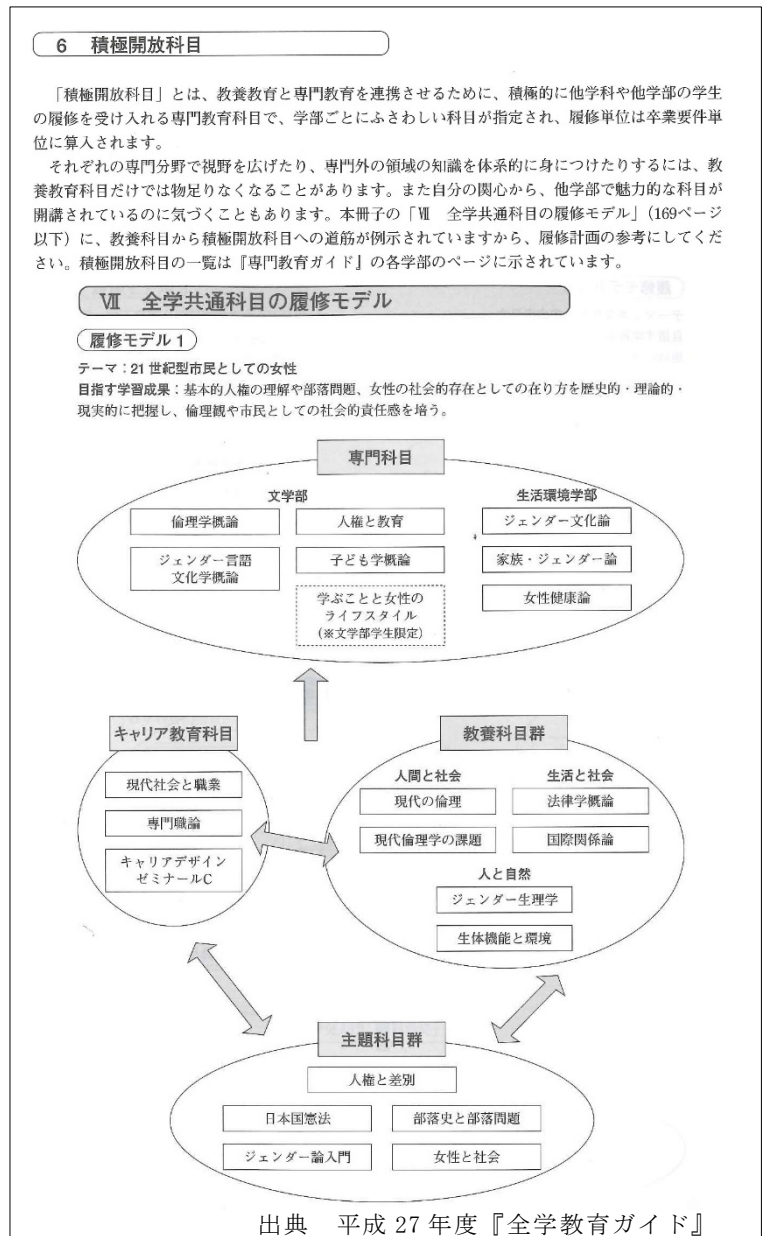 6 積極開放科目
「積極開放科目」とは、教養教育と専門教育を連携させるために、積極的に他学科や他学部の学生
の履修を受け入れる専門教育科目で、学部ごとにふさわしい科目が指定され、履修単位は卒業要件単
位に算入されます。
それぞれの専門分野で視野を広げたり、専門外の領域の知識を体系的に身につけたりするには、教
養教育科目だけでは物足りなくなることがあります。また自分の関心から、他学部で魅力的な科目が
開講されているのに気づくこともあります。本冊子の「Ⅶ 全学共通科目の履修モデル」(169ページ
以下)に、教養科目から積極開放科目への道筋が例示されていますから、履修計画の参考にしてくだ
さい。積極開放科目の一覧は『専門教育ガイド』の各学部のページに示されています。
Ⅶ 全学共通科目の履修モデル
履修モデル1
テーマ:21世紀型市民としての女性
目指す学習成果:基本的人権の理解や部落問題、女性の社会的存在としての在り方を歴史的・理論的・
現実的に把握し、倫理観や市民としての社会的責任感を培う。
専門科目
文学部
倫理学概論
人権と教育
ジェンダー言語
文化学概論
子ども学概論
学ぶことと女性の
ライフスタイル
(※文学部学生限定)
生活環境学部
ジェンダー文化論
家族・ジェンダー論
女性健康論
キャリア教育科目
現代社会と職業
専門職論
キャリアデザイン
ゼミナールC
教養科目群
人間と社会
現代の倫理
現代倫理学の課題
生活と社会
法律学概論
国際関係論
人と自然
ジェンダー生理学
生体機能と環境
主題科目群
人権と差別
日本国憲法
部落史と部落問題
ジェンダー論入門
女性と社会
出典 平成27年度『全学教育ガイド』